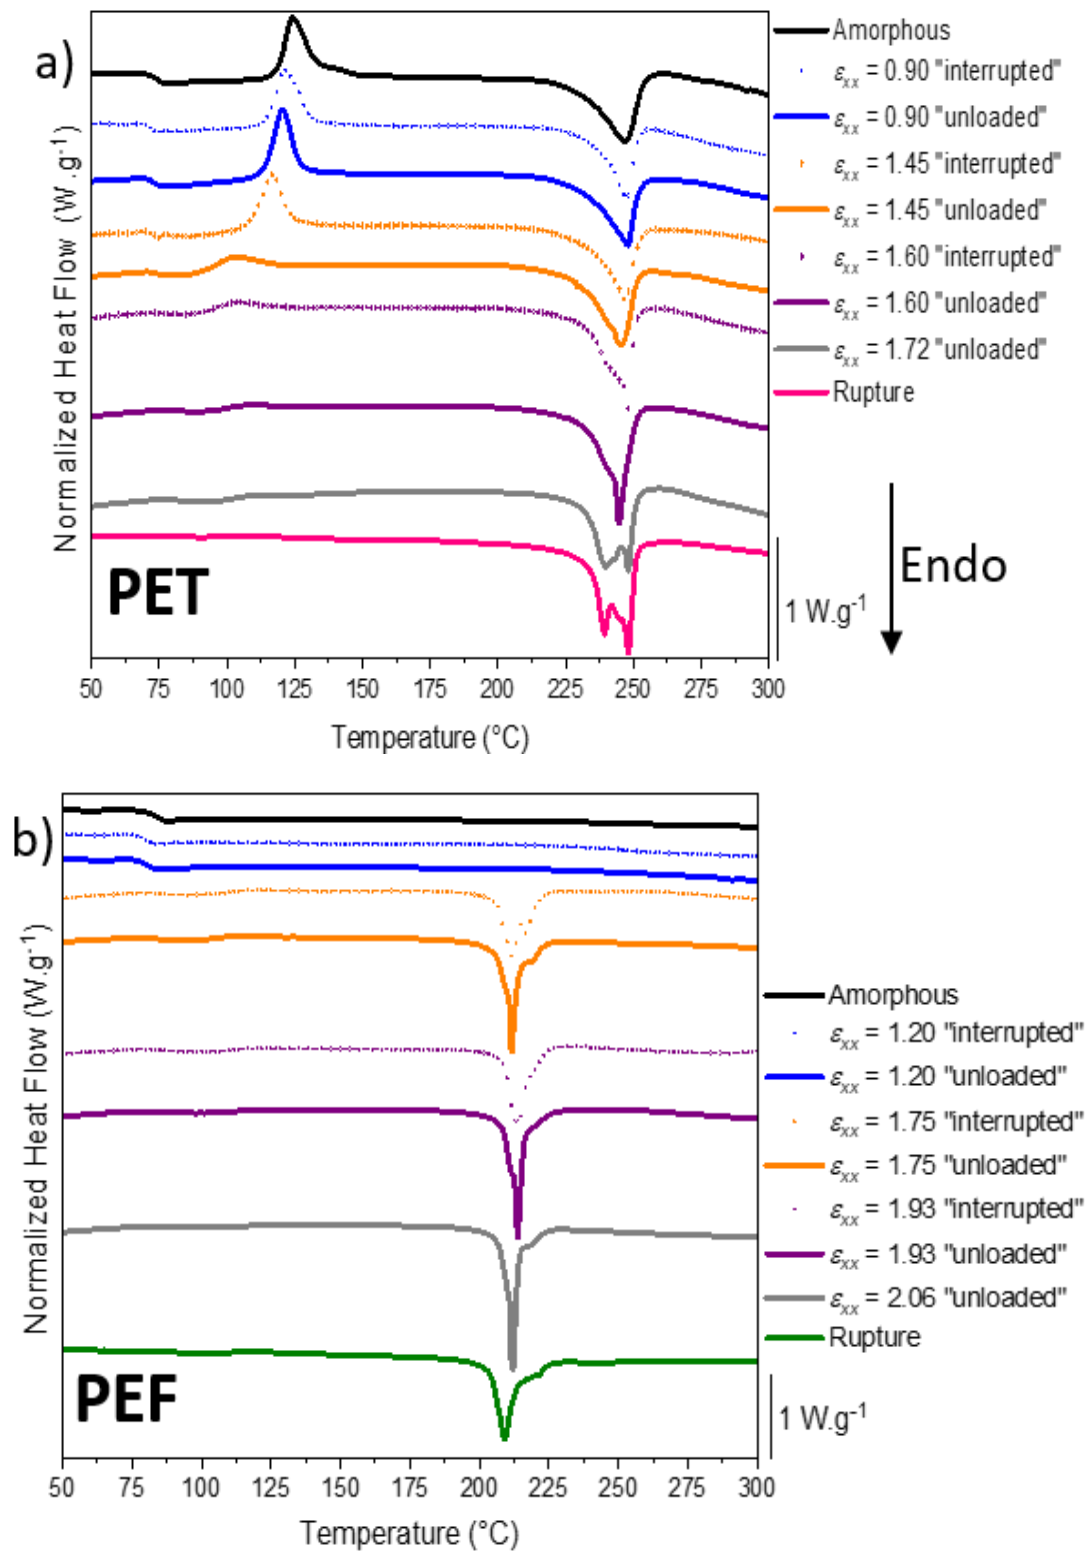 a)
Normalized Heat Flow (W.g⁻¹)
Amorphous
εxx = 0.90 "interrupted"
εxx = 0.90 "unloaded"
εxx = 1.45 "interrupted"
εxx = 1.45 "unloaded"
εxx = 1.60 "interrupted"
εxx = 1.60 "unloaded"
εxx = 1.72 "unloaded"
Rupture
PET
1 W.g⁻¹
Endo
50 75 100 125 150 175 200 225 250 275 300
Temperature (°C)
b)
Normalized Heat Flow (W.g⁻¹)
Amorphous
εxx = 1.20 "interrupted"
εxx = 1.20 "unloaded"
εxx = 1.75 "interrupted"
εxx = 1.75 "unloaded"
εxx = 1.93 "interrupted"
εxx = 1.93 "unloaded"
εxx = 2.06 "unloaded"
Rupture
PEF
1 W.g⁻¹
50 75 100 125 150 175 200 225 250 275 300
Temperature (°C)